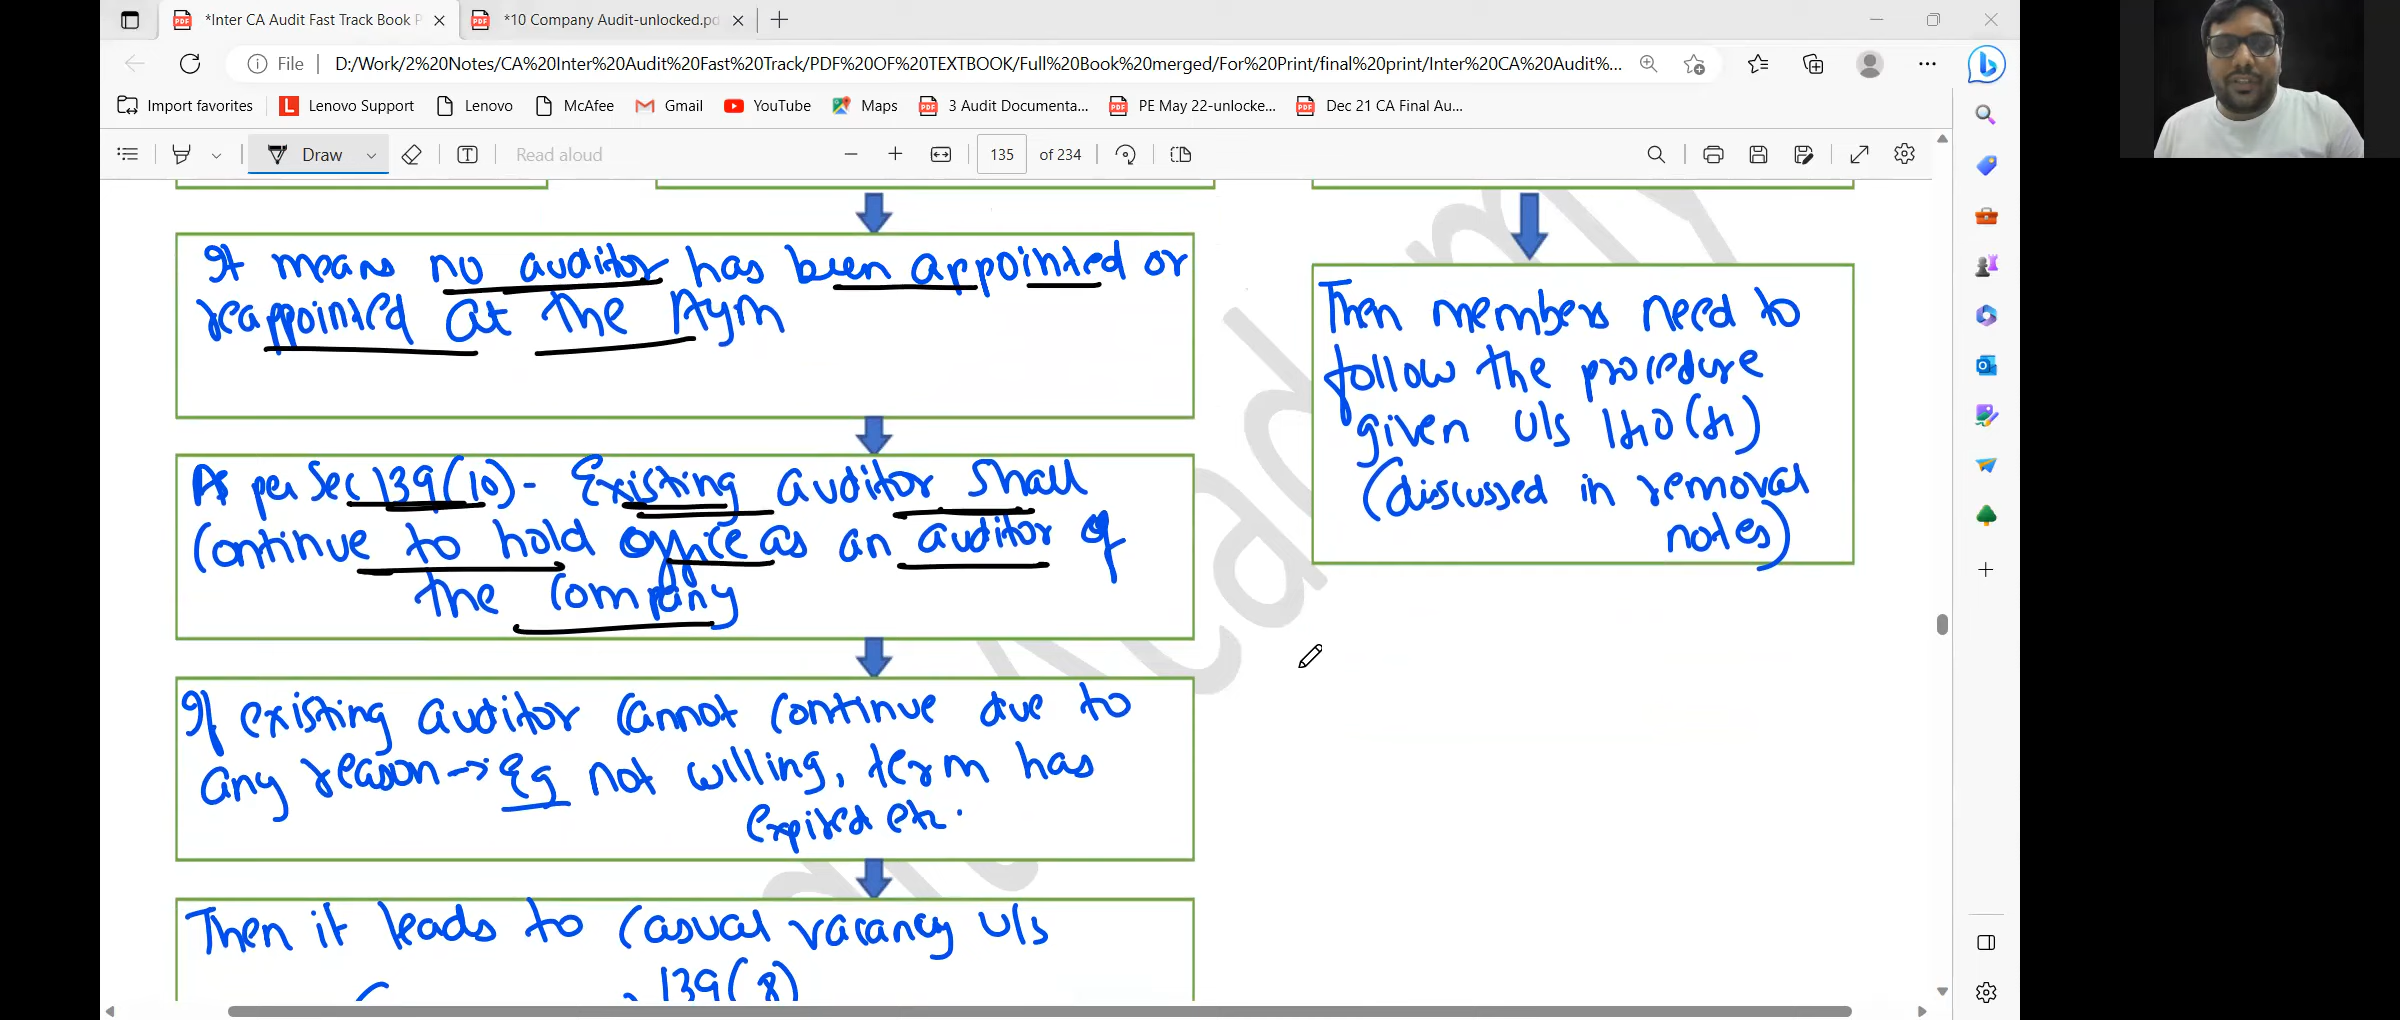 *Inter CA Audit Fast Track Book P
*10 Company Audit-unlocked.pd
File
D:/Work/2%20Notes/CA%20Inter%20Audit%20Fast%20Track/PDF%20OF%20TEXTBOOK/Full%20Book%20merged/For%20Print/final%20print/Inter%20CA%20Audit%...
Import favorites
Lenovo Support
Lenovo
McAfee
Gmail
YouTube
Maps
3 Audit Documenta...
PE May 22-unlocke...
Dec 21 CA Final Au...
Draw
Read aloud
135
of 234
It means no auditor has been appointed or
reappointed at the Agm
As per Sec 139(10)- Existing auditor shall
Continue to hold office as an auditor of
the Company
If existing auditor cannot continue due to
any reason → Eg not willing, term has
expired etc.
Then it leads to Casual vacancy u/s
139(8)
Then members need to
follow the procedure
given U/s 140(4)
(discussed in removal
notes)